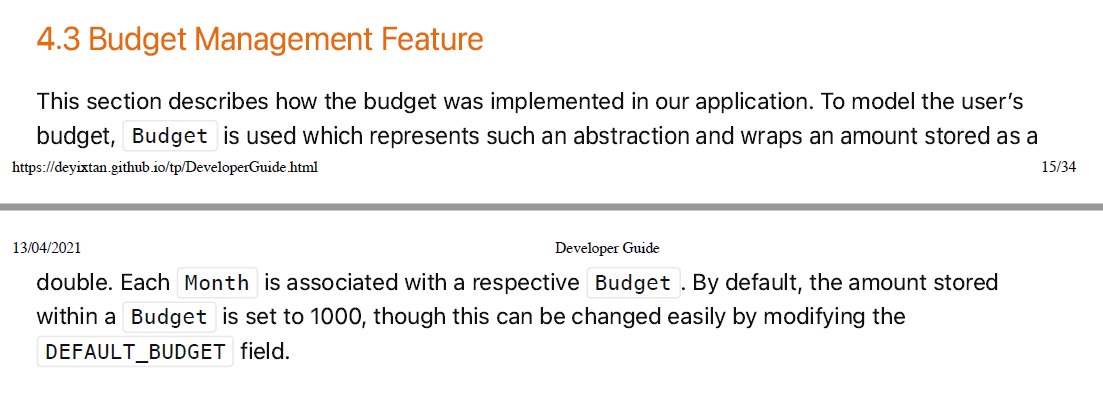 4.3 Budget Management Feature
This section describes how the budget was implemented in our application. To model the user’s
budget, Budget is used which represents such an abstraction and wraps an amount stored as a
https://deyixtan.github.io/tp/DeveloperGuide.html 15/34
13/04/2021 Developer Guide
double. Each Month is associated with a respective Budget . By default, the amount stored
within a Budget is set to 1000, though this can be changed easily by modifying the
DEFAULT_BUDGET field.